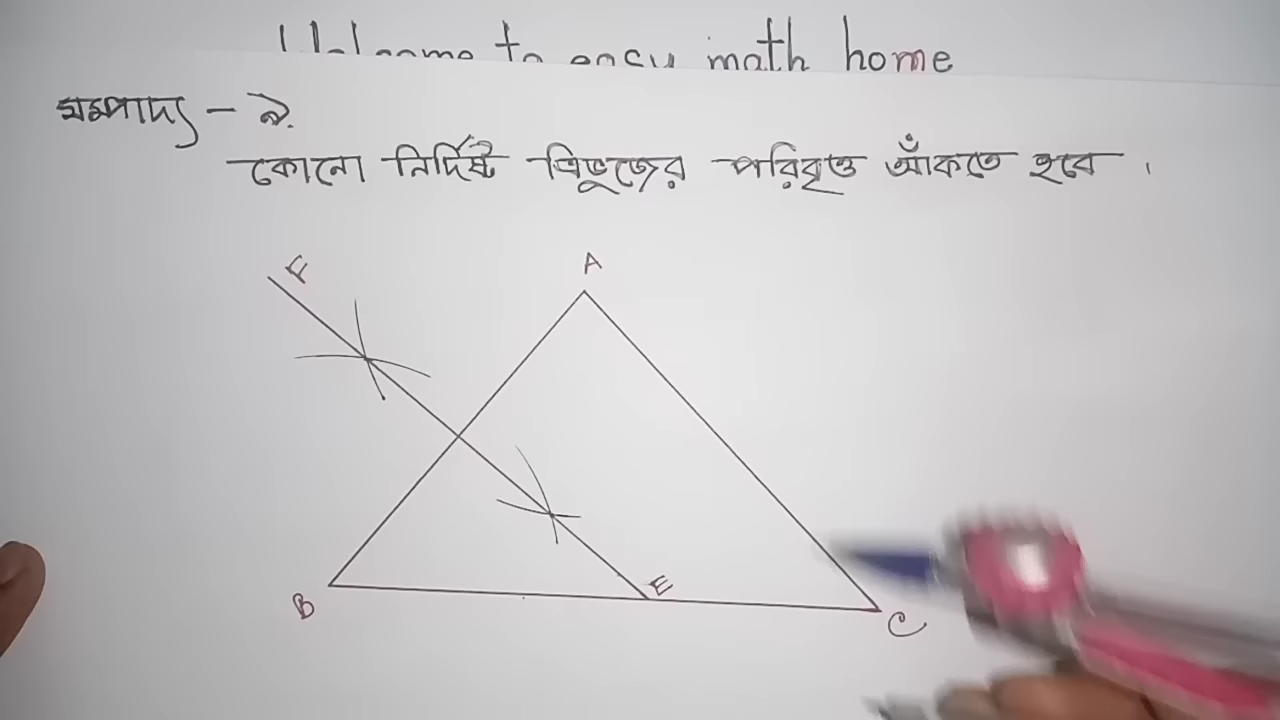 Welcome to easy math home
সম্পাদ্য - ৯.
কোনো নির্দিষ্ট ত্রিভুজের পরিবৃত্ত আঁকতে হবে ।
F
A
B
E
C